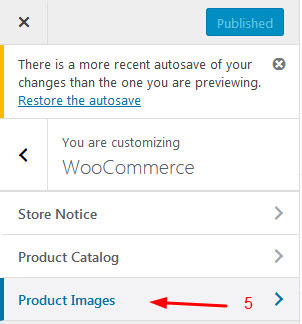 Published
There is a more recent autosave of your
changes than the one you are previewing.
Restore the autosave
You are customizing
WooCommerce
Store Notice
Product Catalog
Product Images
5